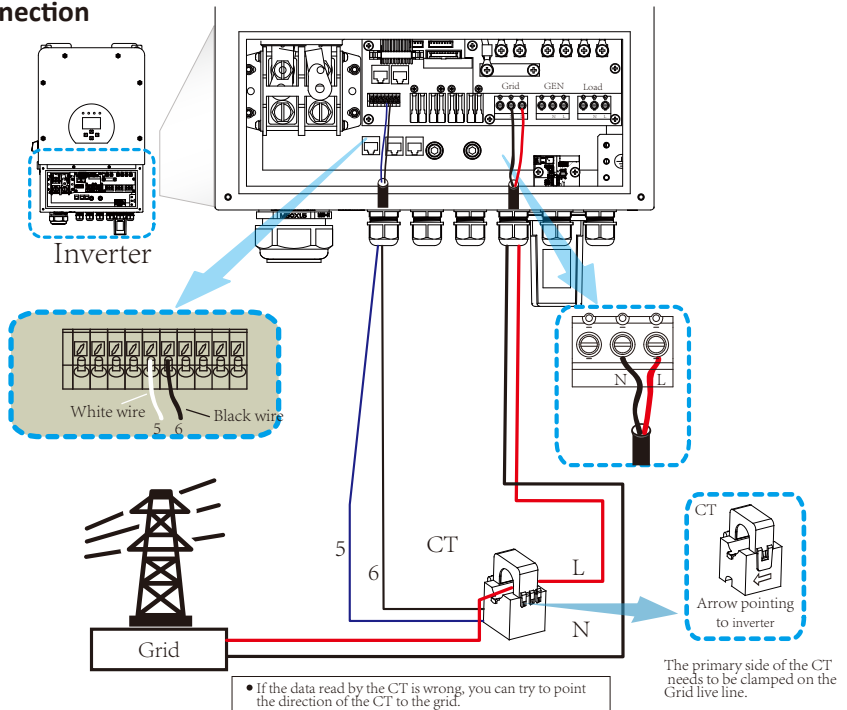 nection
Grid
GEN
Load
N
L
N
L
Inverter
White wire
Black wire
5
6
N
L
CT
5
6
CT
L
N
Arrow pointing
to inverter
Grid
The primary side of the CT
needs to be clamped on the
Grid live line.
• If the data read by the CT is wrong, you can try to point
the direction of the CT to the grid.